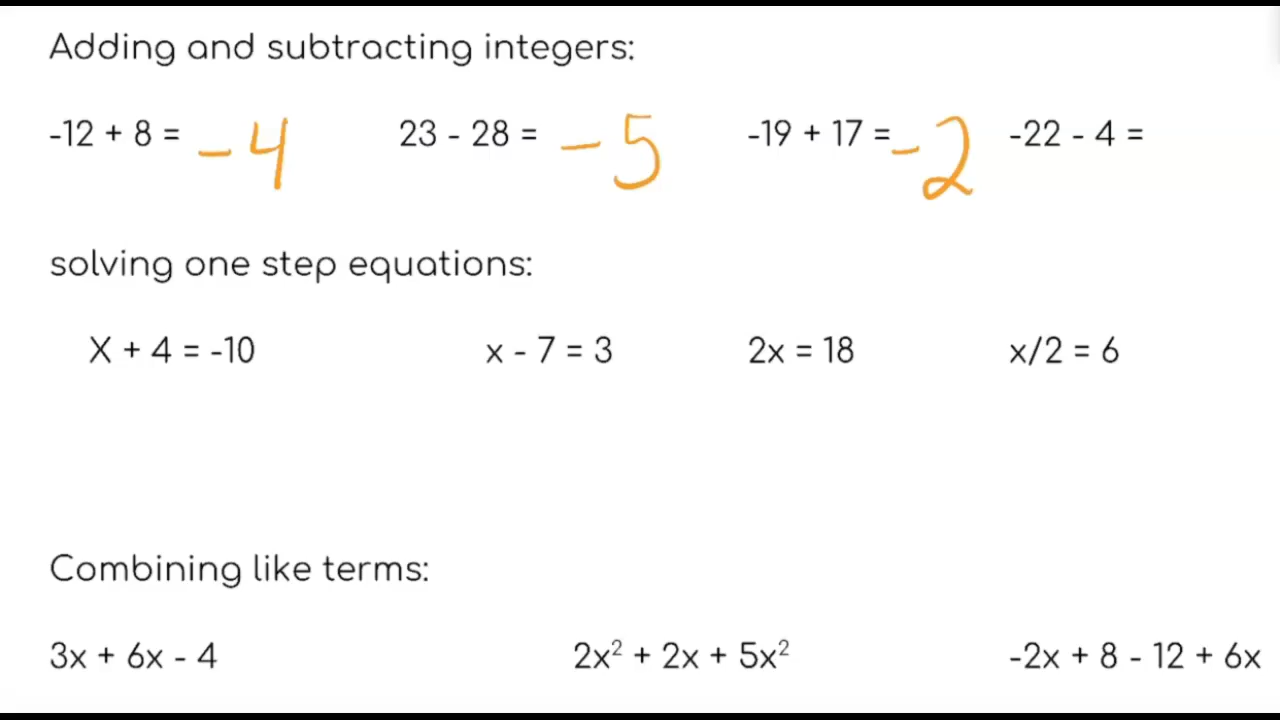 Adding and subtracting integers:
-12 + 8 = -4 23 - 28 = -5 -19 + 17 = -2 -22 - 4 =
solving one step equations:
X + 4 = -10 x - 7 = 3 2x = 18 x/2 = 6
Combining like terms:
3x + 6x - 4 2x² + 2x + 5x² -2x + 8 - 12 + 6x